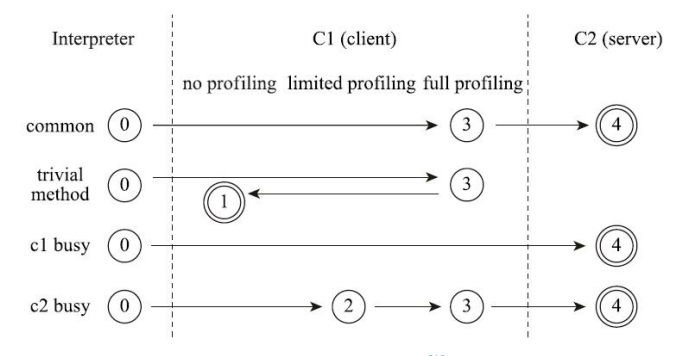 Interpreter C1 (client) C2 (server)
no profiling limited profiling full profiling
common 0 3 4
trivial
method 0 3
1
c1 busy 0 4
c2 busy 0 2 3 4